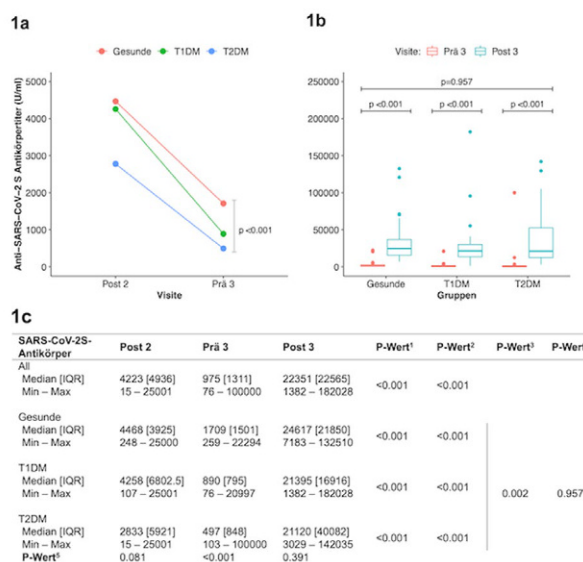 1a
Gesunde T1DM T2DM
5000
4000
3000
2000
1000
0
Anti-SARS-CoV-2 S Antikörpertiter (U/ml)
p <0.001
Post 2 Prä 3
Visite
1b
Visite: Prä 3 Post 3
250000
200000
150000
100000
50000
0
p=0.957
p <0.001 p <0.001 p <0.001
Gesunde T1DM T2DM
Gruppen
1c
SARS-CoV-2S-
Antikörper Post 2 Prä 3 Post 3 P-Wert¹ P-Wert² P-Wert³ P-Wert
All
Median [IQR] 4223 [4936] 975 [1311] 22351 [22565] <0.001 <0.001
Min – Max 15 – 25001 76 – 100000 1382 – 182028
Gesunde
Median [IQR] 4468 [3925] 1709 [1501] 24617 [21850] <0.001 <0.001
Min – Max 248 – 25000 259 – 22294 7183 – 132510
T1DM
Median [IQR] 4258 [6802.5] 890 [795] 21395 [16916] <0.001 <0.001 0.002 0.957
Min – Max 107 – 25001 76 – 20997 1382 – 182028
T2DM
Median [IQR] 2833 [5921] 497 [848] 21120 [40082] <0.001 <0.001
Min – Max 15 – 25001 103 – 100000 3029 – 142035
P-Wert⁵ 0.081 <0.001 0.391